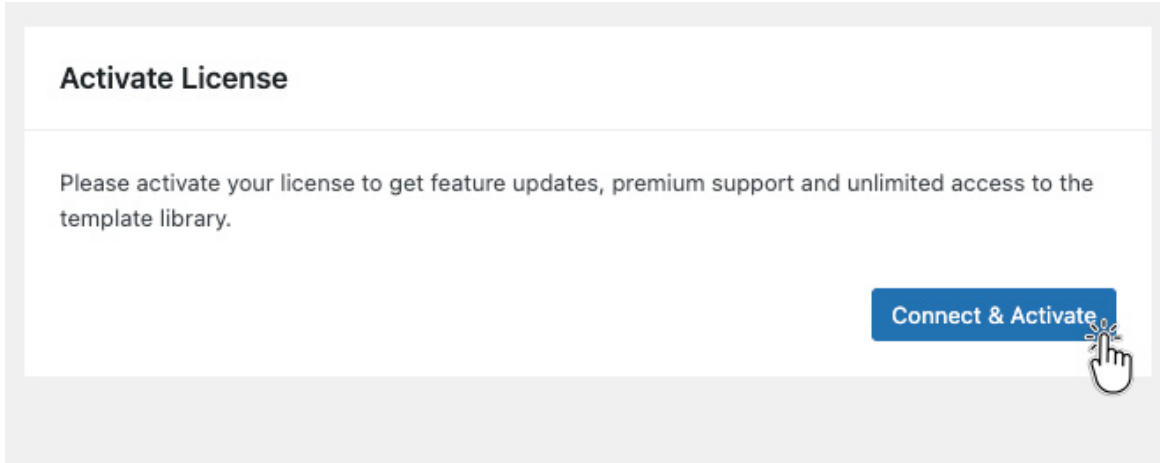 Activate License
Please activate your license to get feature updates, premium support and unlimited access to the
template library.
Connect & Activate